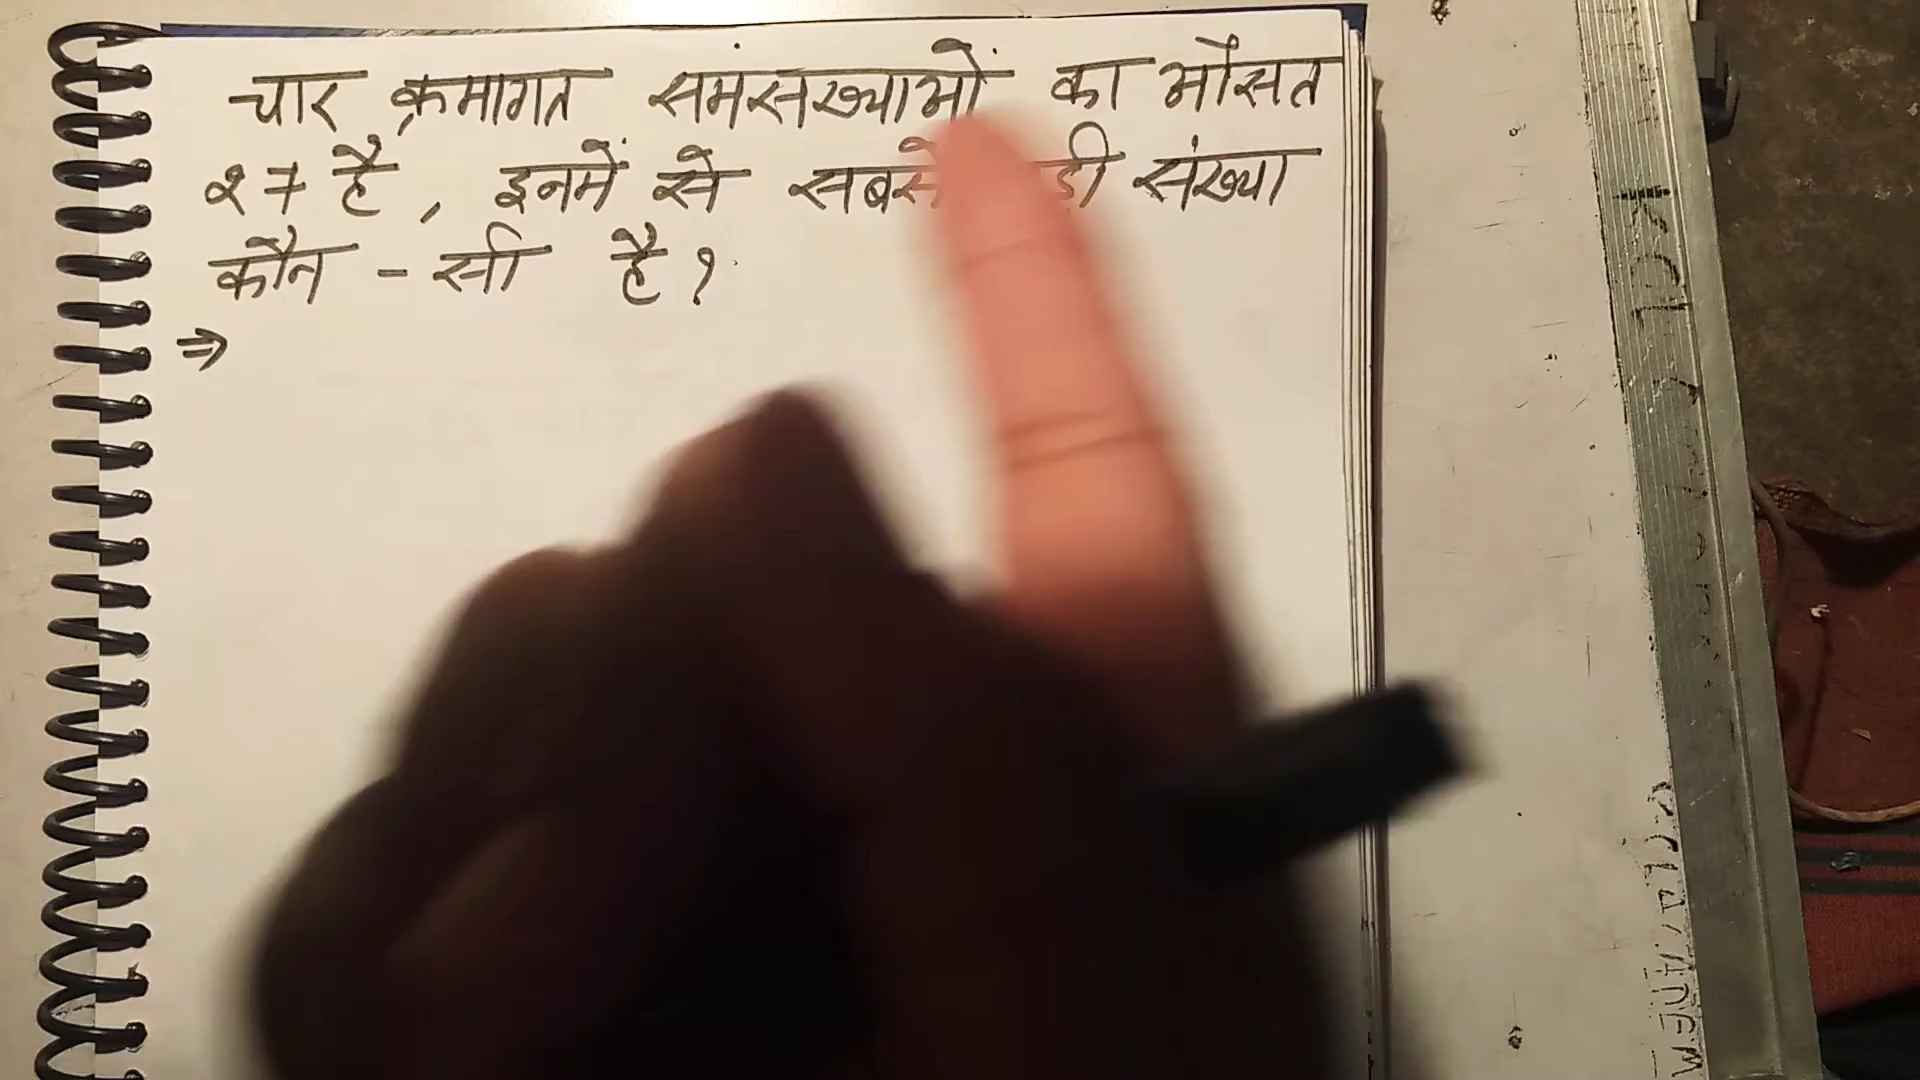 चार क्रमागत समसंख्याओं का औसत
27 है, इनमें से सबसे संख्या
कौन - सी है ?
⇒